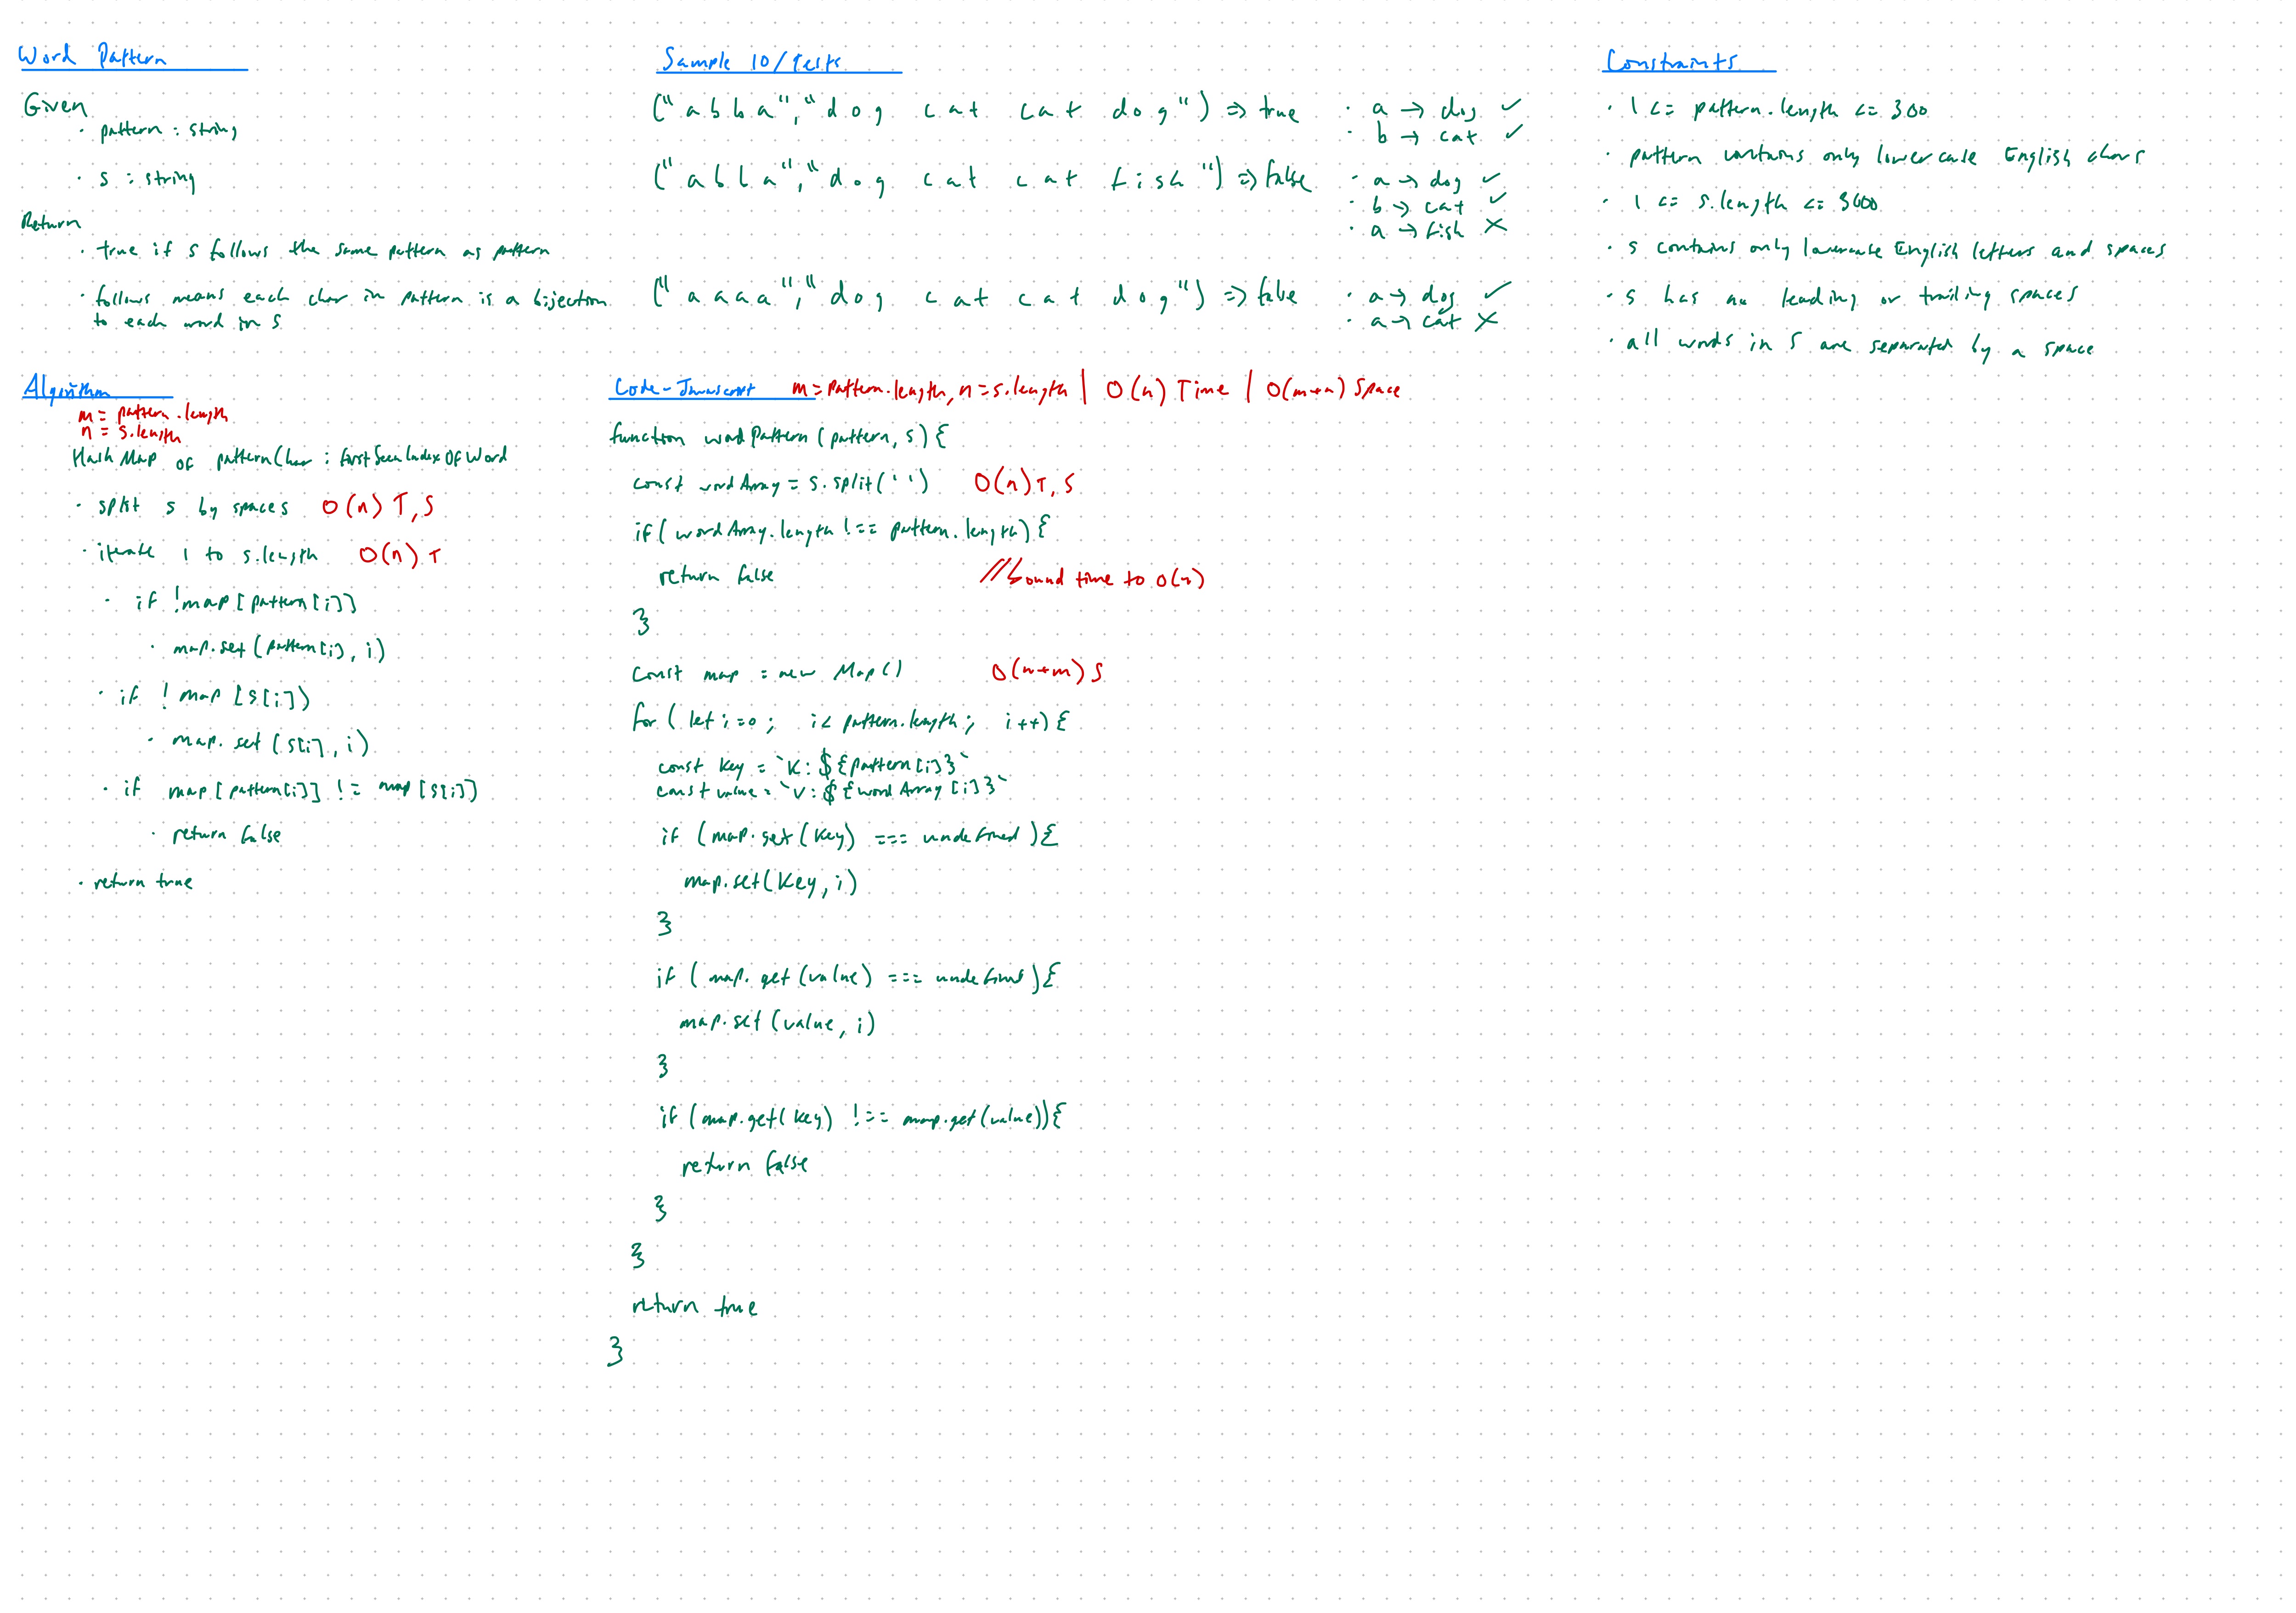 Word Pattern
Given
· pattern : string
· s : string
Return
· true if s follows the same pattern as pattern
· follows means each char in pattern is a bijection
to each word in s
Sample IO/Tests
("abba","dog cat cat dog") => true
· a → dog ✓
· b → cat ✓
("abba","dog cat cat fish") => false
· a → dog ✓
· b → cat ✓
· a → fish X
("aaaa","dog cat cat dog") => false
· a → dog ✓
· a → cat X
Constraints
· 1 <= pattern.length <= 300
· pattern contains only lower case English chars
· 1 <= s.length <= 3000
· s contains only lowercase English letters and spaces
· s has no leading or trailing spaces
· all words in s are separated by a space
Algorithm
m = pattern.length
n = s.length
Hash Map of patternChar : firstSeenIndexOfWord
· split s by spaces O(n) T, S
· iterate 1 to s.length O(n) T
· if !map[pattern[i]]
· map.set(pattern[i], i)
· if !map[s[i])
· map.set(s[i], i)
· if map[pattern[i]] != map[s[i]]
· return false
· return true
Code - Javascript m = pattern.length, n = s.length | O(n) Time | O(m+n) Space
function wordPattern(pattern, s) {
const wordArray = s.split(' ') O(n) T, S
if (wordArray.length !== pattern.length) {
return false //bound time to O(n)
}
const map = new Map() O(n+m) S
for (let i = 0; i < pattern.length; i++) {
const key = `K:${pattern[i]}`
const value = `V:${wordArray[i]}`
if (map.set(key) === undefined) {
map.set(key, i)
}
if (map.get(value) === undefined) {
map.set(value, i)
}
if (map.get(key) !== map.get(value)) {
return false
}
}
return true
}